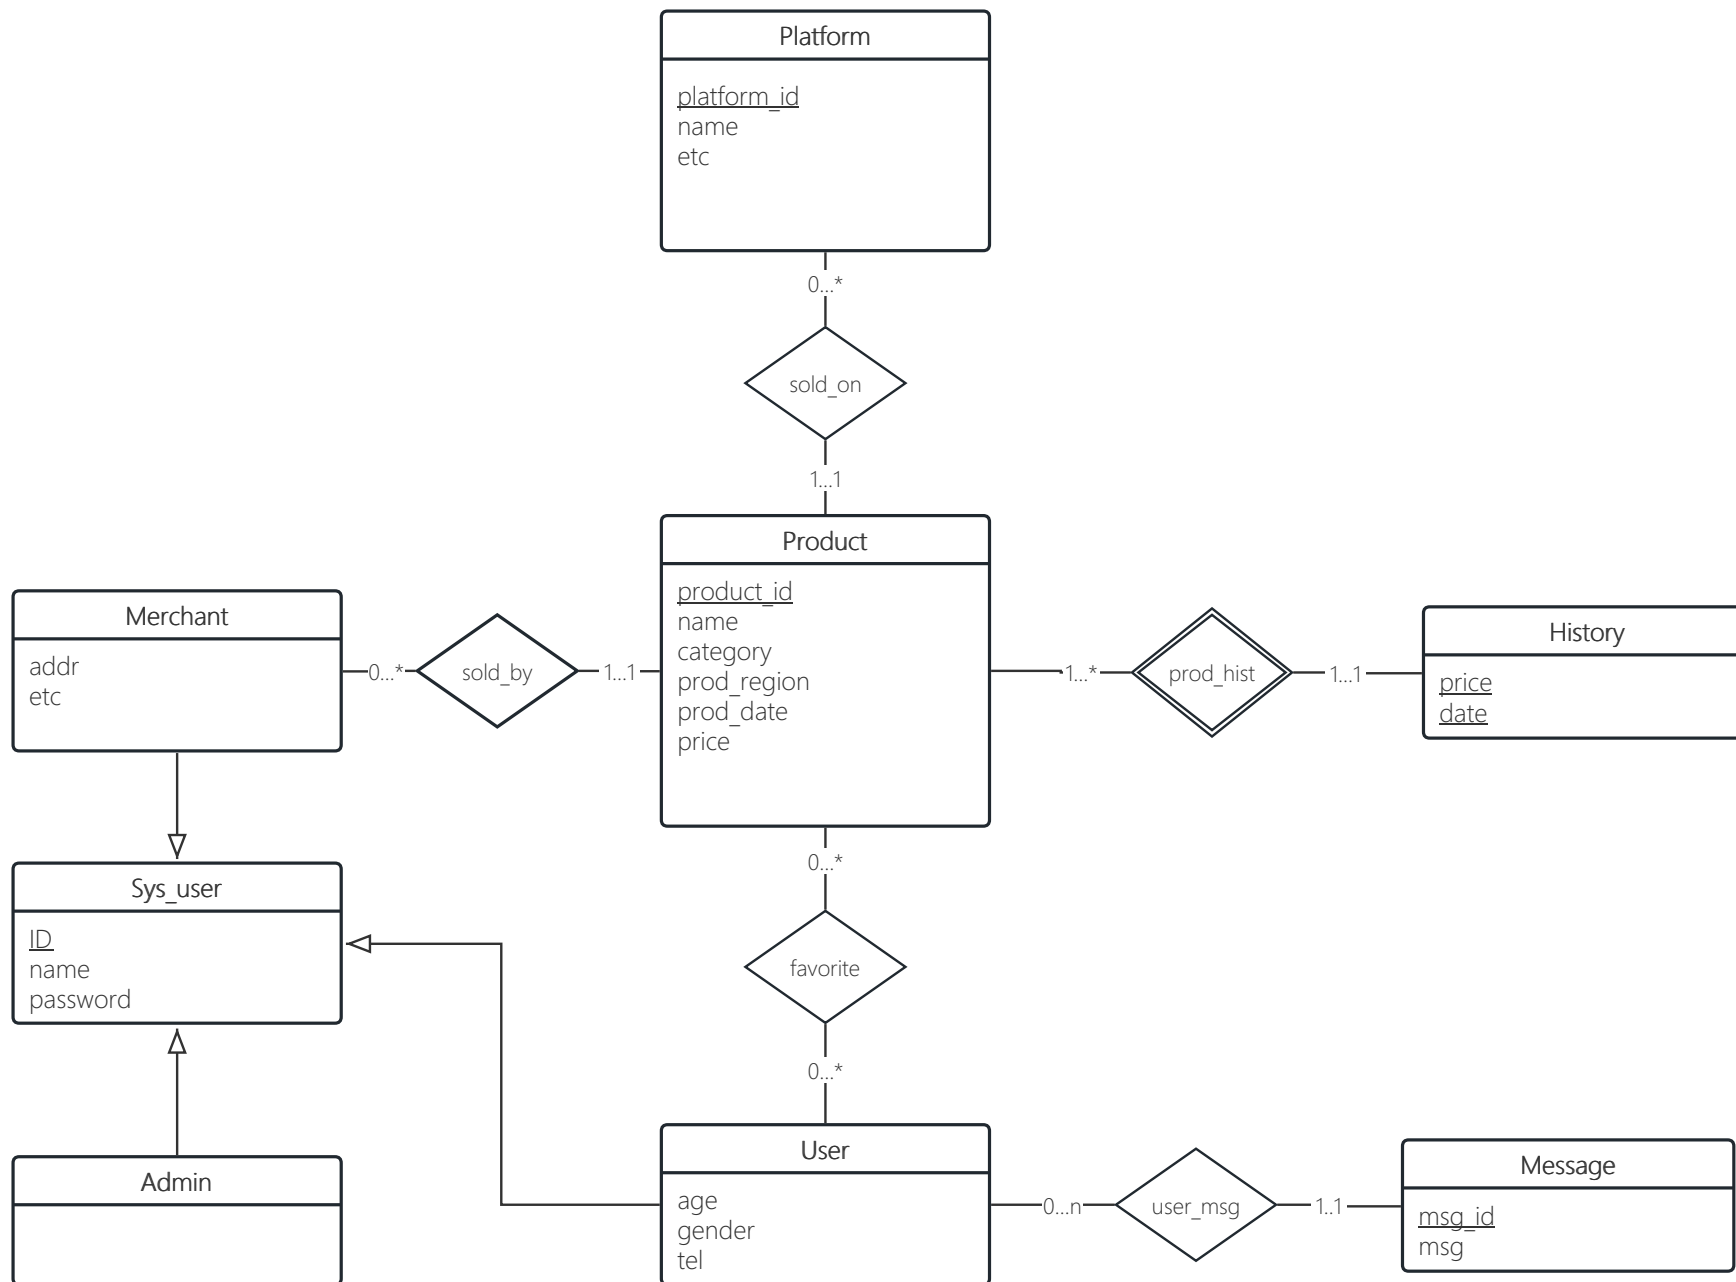 Platform
platform_id
name
etc
0...*
sold_on
1...1
Product
product_id
name
category
prod_region
prod_date
price
Merchant
addr
etc
0...*
sold_by
1...1
1...*
prod_hist
1...1
History
price
date
Sys_user
ID
name
password
0...*
favorite
0...*
Admin
User
age
gender
tel
0...n
user_msg
1..1
Message
msg_id
msg